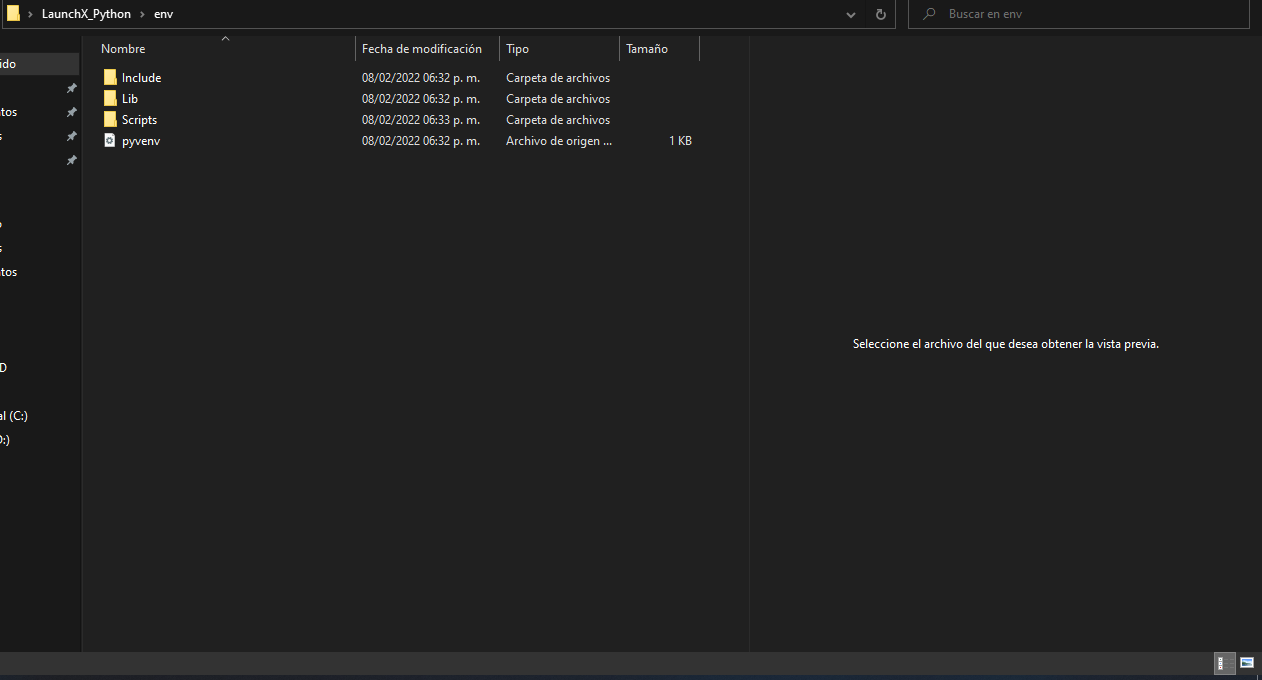 LaunchX_Python > env
Buscar en env
Nombre Fecha de modificación Tipo Tamaño
ido
Include 08/02/2022 06:32 p. m. Carpeta de archivos
Lib 08/02/2022 06:32 p. m. Carpeta de archivos
tos
Scripts 08/02/2022 06:33 p. m. Carpeta de archivos
pyvenv 08/02/2022 06:32 p. m. Archivo de origen ... 1 KB
s
o
s
tos
Seleccione el archivo del que desea obtener la vista previa.
D
al (C:)
D:)